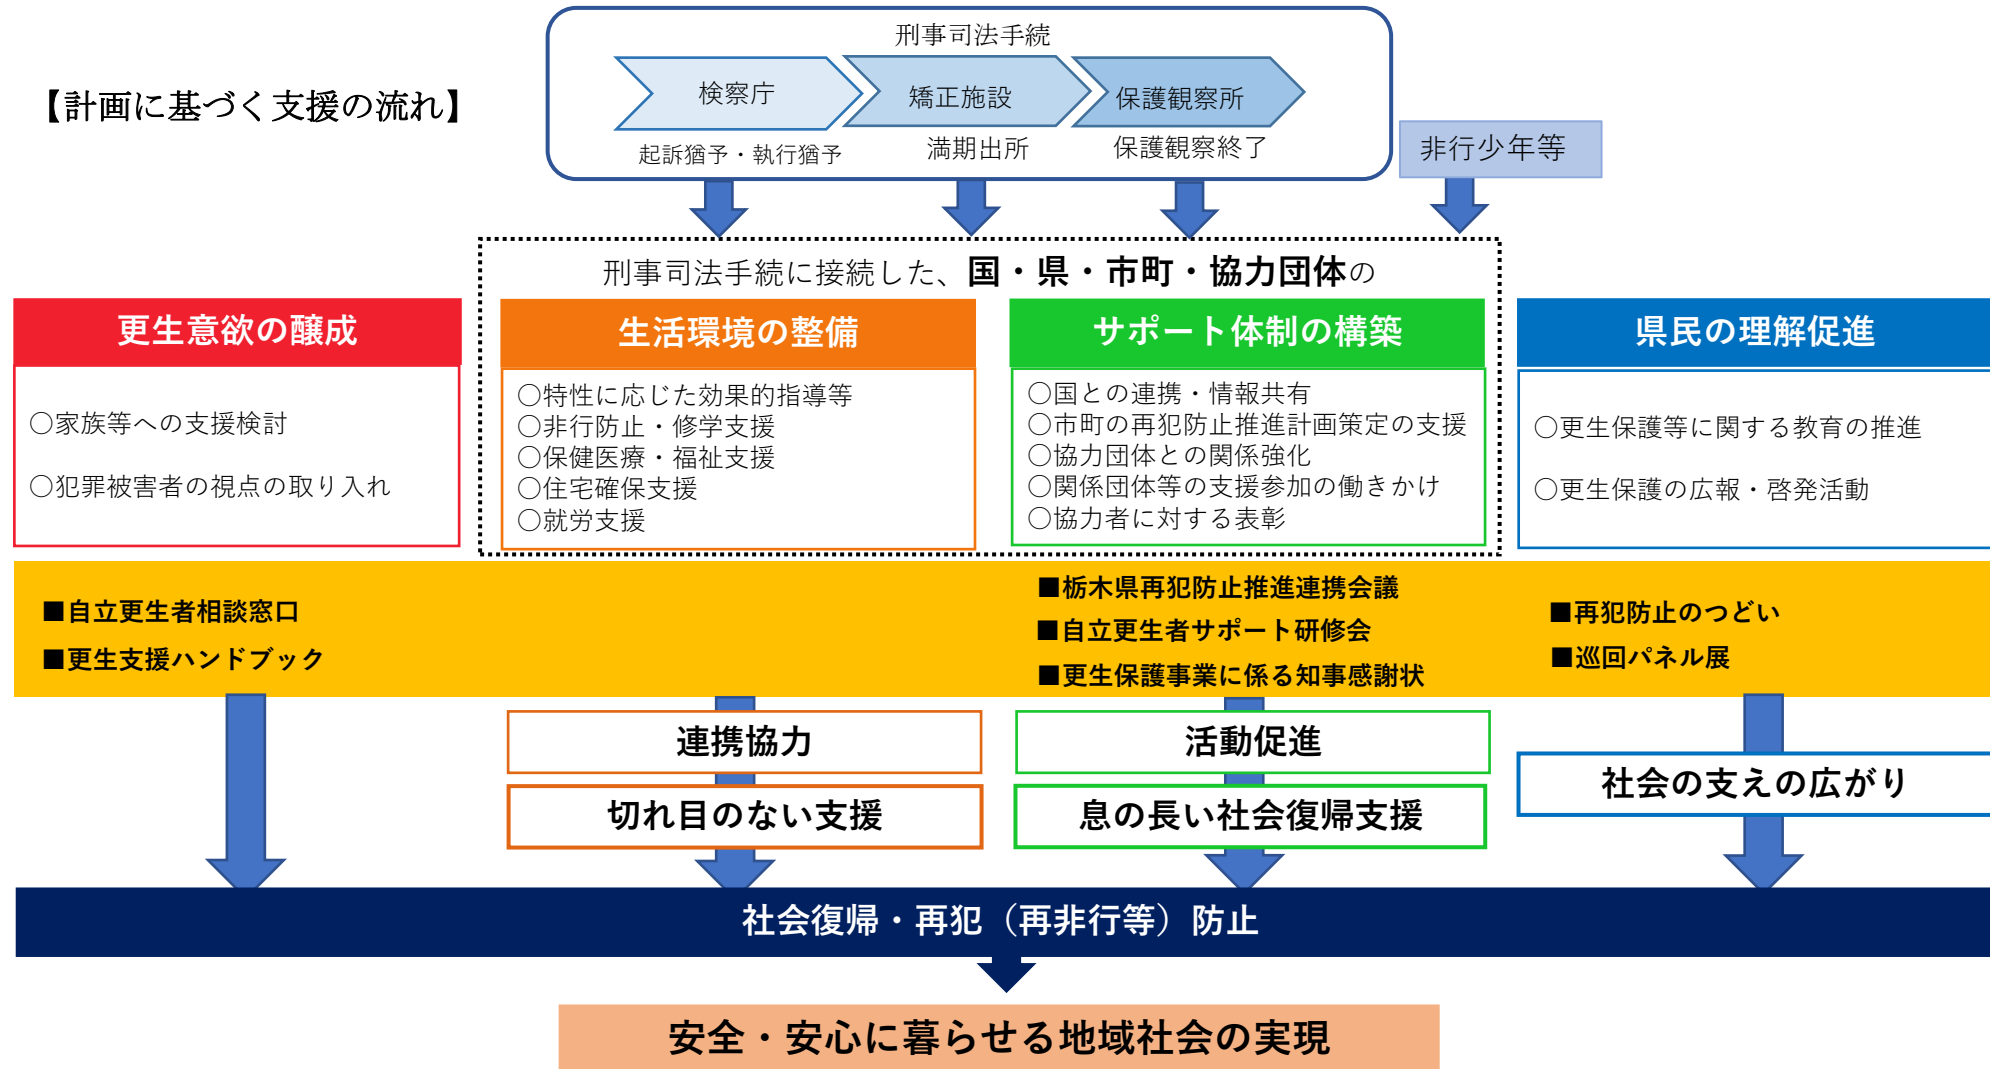 【計画に基づく支援の流れ】
刑事司法手続
検察庁
矯正施設
保護観察所
起訴猶予・執行猶予
満期出所
保護観察終了
非行少年等
刑事司法手続に接続した、国・県・市町・協力団体の
更生意欲の醸成
○家族等への支援検討
○犯罪被害者の視点の取り入れ
生活環境の整備
○特性に応じた効果的指導等
○非行防止・修学支援
○保健医療・福祉支援
○住宅確保支援
○就労支援
サポート体制の構築
○国との連携・情報共有
○市町の再犯防止推進計画策定の支援
○協力団体との関係強化
○関係団体等の支援参加の働きかけ
○協力者に対する表彰
県民の理解促進
○更生保護等に関する教育の推進
○更生保護の広報・啓発活動
■自立更生者相談窓口
■更生支援ハンドブック
■栃木県再犯防止推進連携会議
■自立更生者サポート研修会
■更生保護事業に係る知事感謝状
■再犯防止のつどい
■巡回パネル展
連携協力
切れ目のない支援
活動促進
息の長い社会復帰支援
社会の支えの広がり
社会復帰・再犯（再非行等）防止
安全・安心に暮らせる地域社会の実現